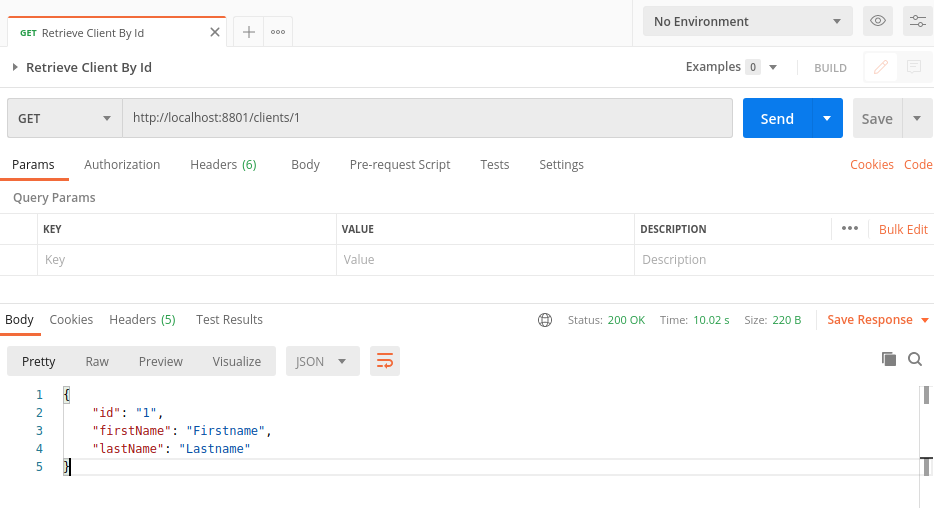 GET Retrieve Client By Id
No Environment
Retrieve Client By Id
Examples 0 BUILD
GET http://localhost:8801/clients/1 Send Save
Params Authorization Headers (6) Body Pre-request Script Tests Settings Cookies Code
Query Params
KEY VALUE DESCRIPTION Bulk Edit
Key Value Description
Body Cookies Headers (5) Test Results Status: 200 OK Time: 10.02 s Size: 220 B Save Response
Pretty Raw Preview Visualize JSON
1 {
2 "id": "1",
3 "firstName": "Firstname",
4 "lastName": "Lastname"
5 }